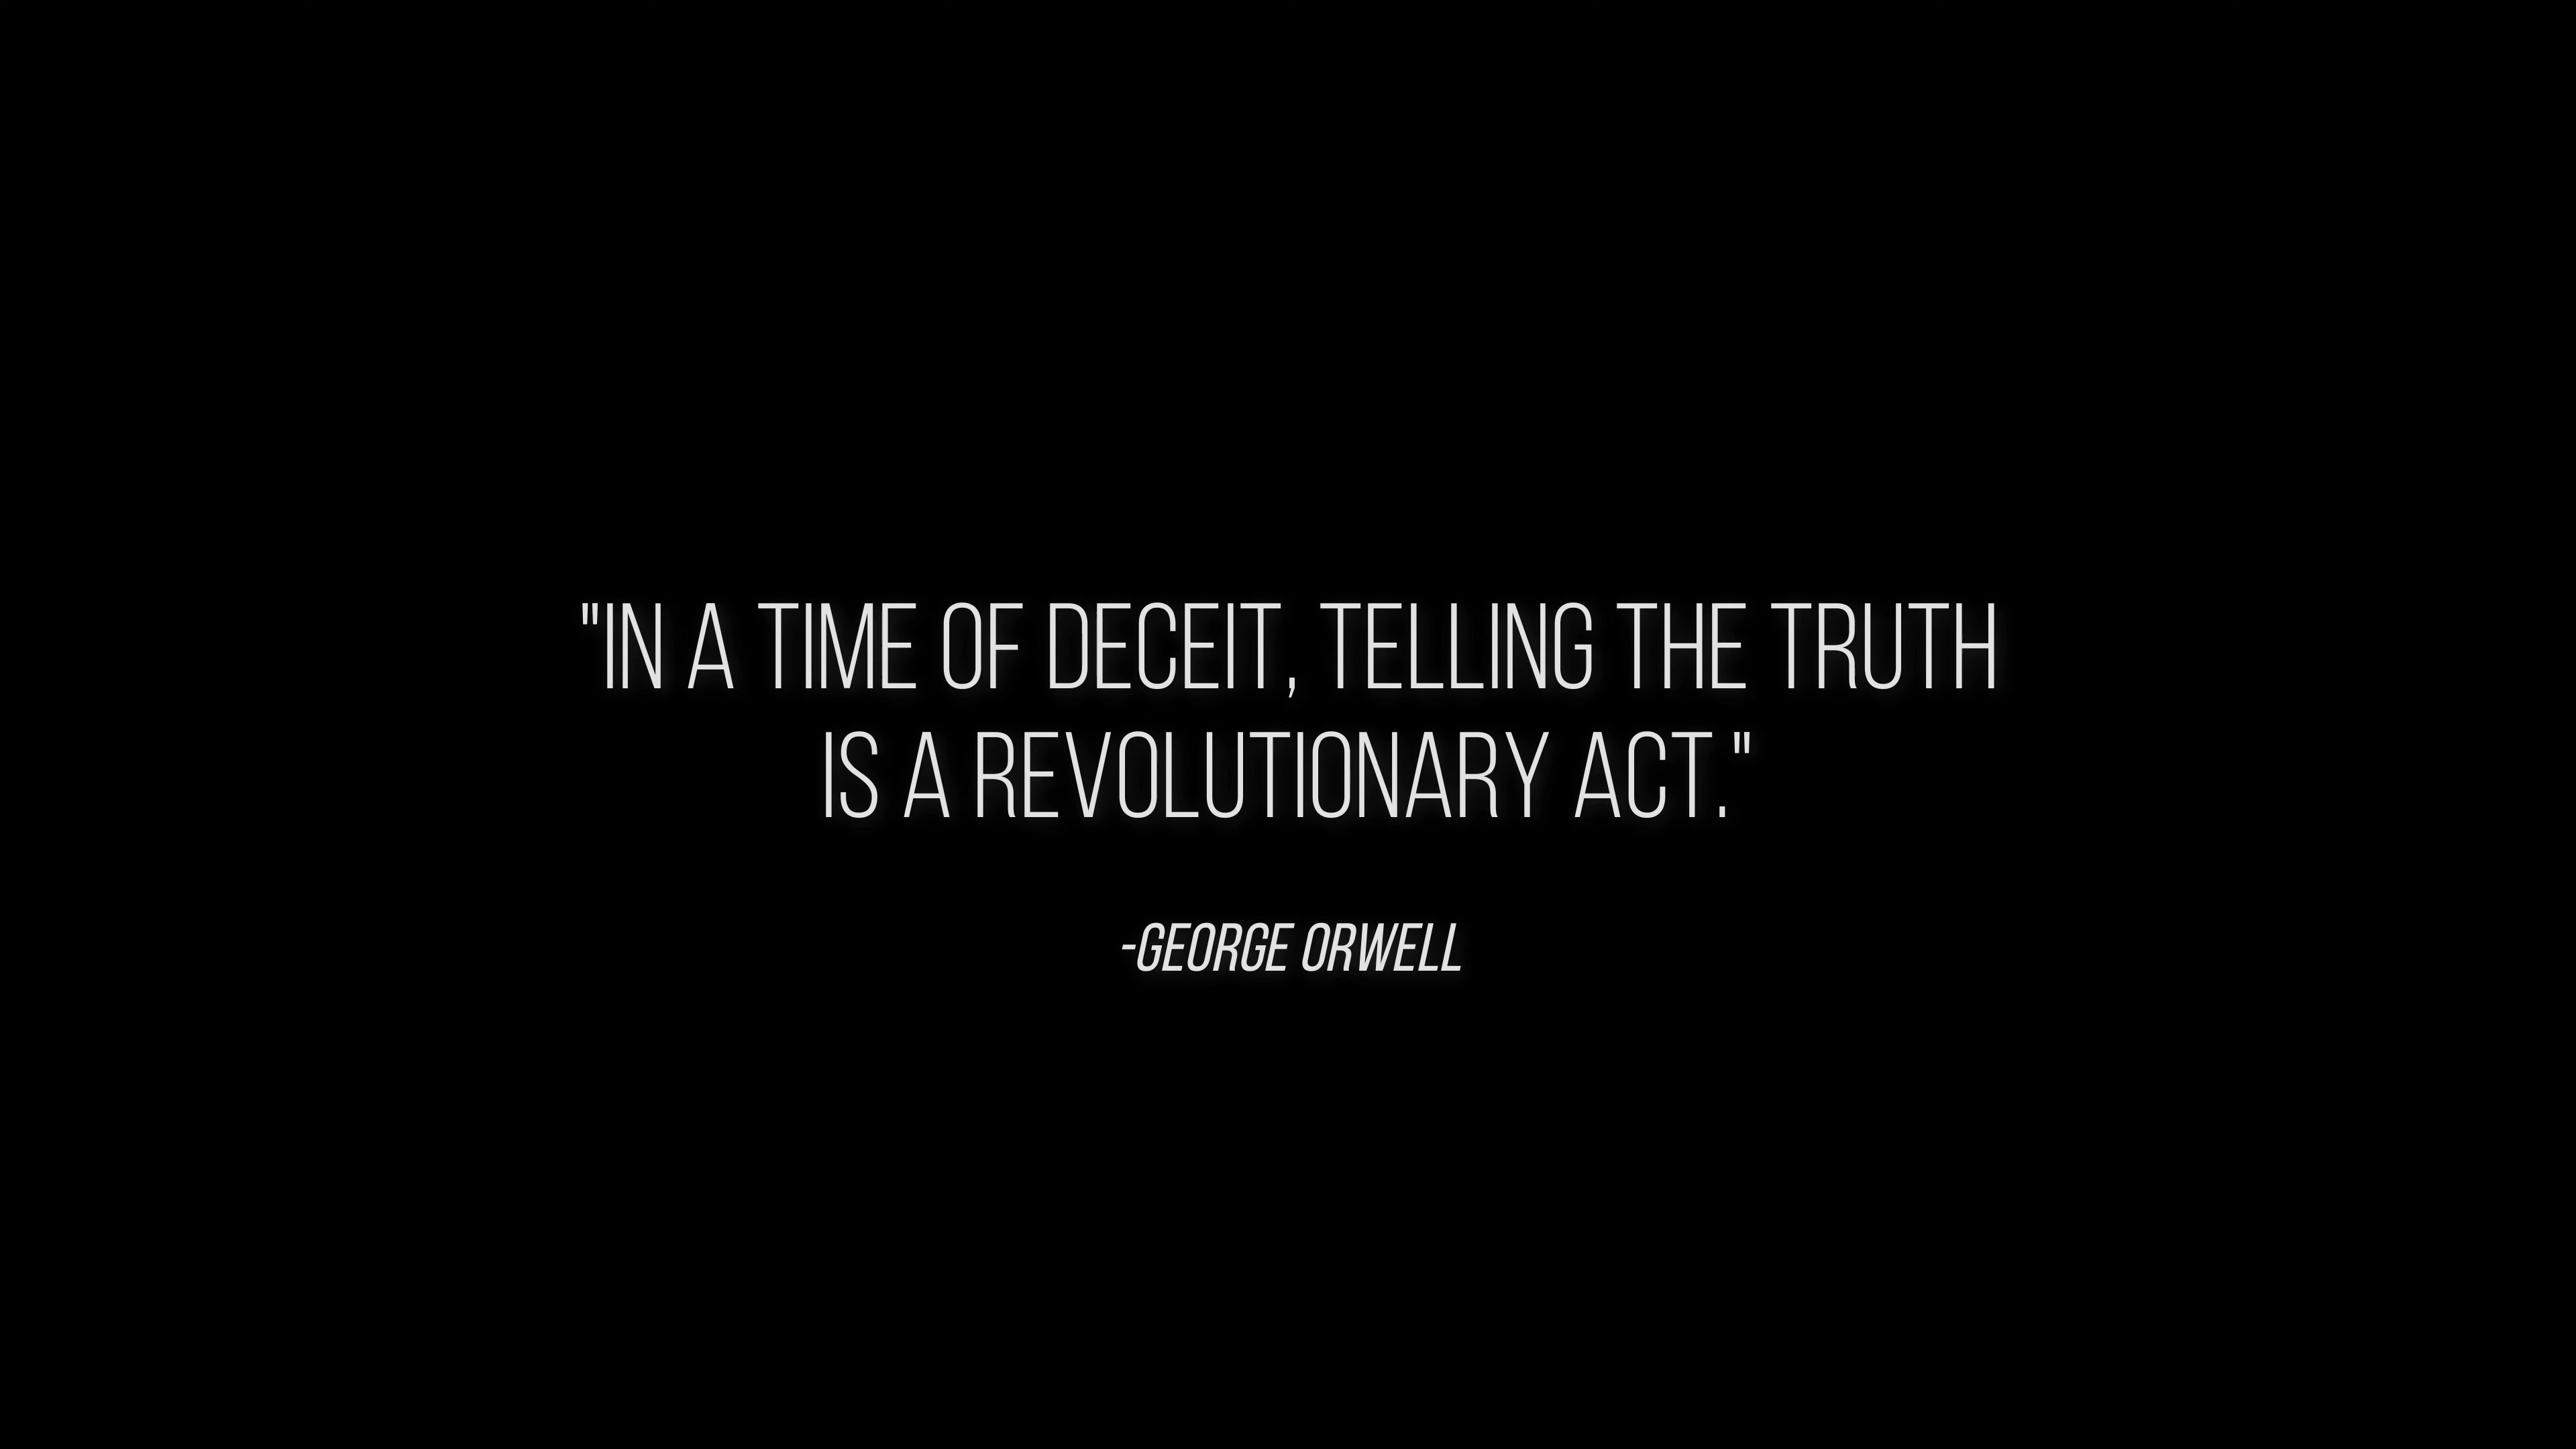 "IN A TIME OF DECEIT, TELLING THE TRUTH
IS A REVOLUTIONARY ACT."
-GEORGE ORWELL